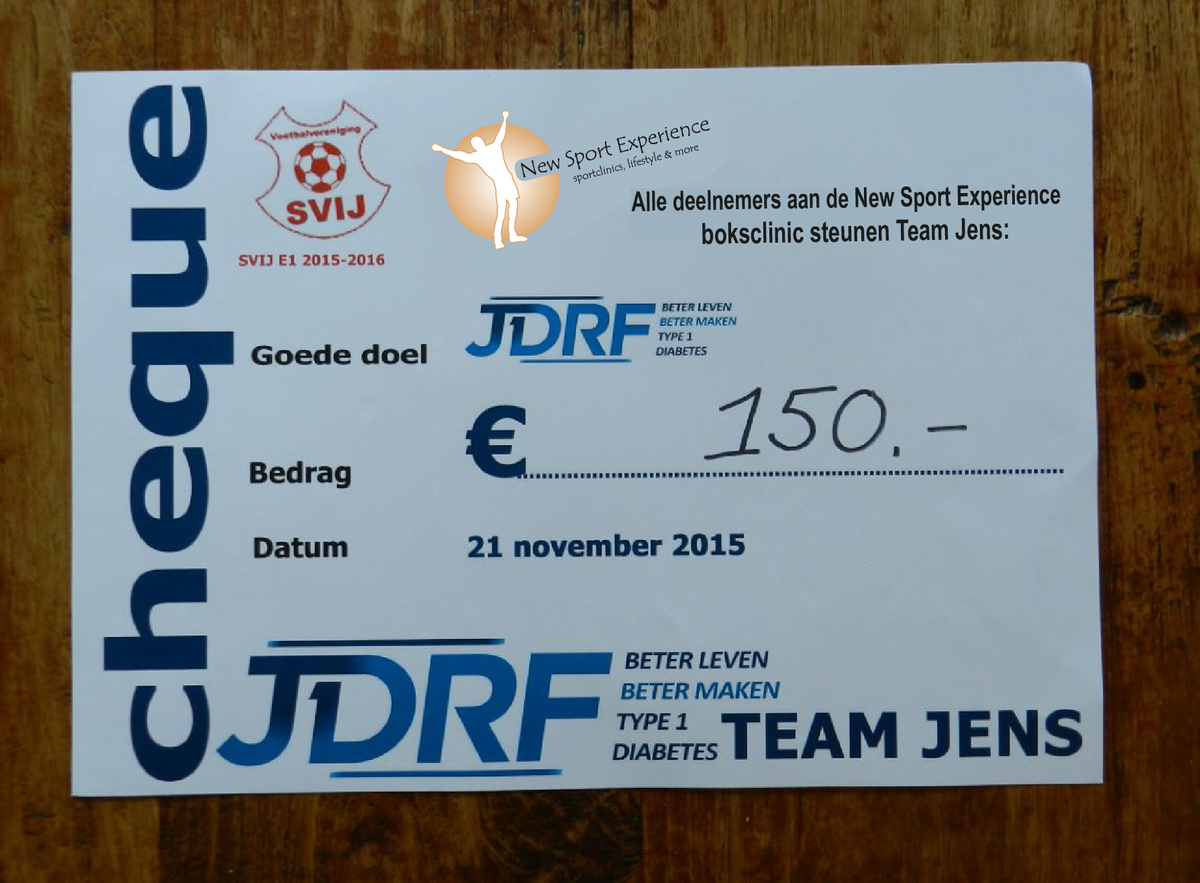 cheque
Voetbalvereniging
SVIJ
SVIJ E1 2015-2016
New Sport Experience
sportclinics, lifestyle & more
Alle deelnemers aan de New Sport Experience
boksclinic steunen Team Jens:
Goede doel
JDRF
BETER LEVEN
BETER MAKEN
TYPE 1
DIABETES
Bedrag
€ 150.-
Datum
21 november 2015
JDRF
BETER LEVEN
BETER MAKEN
TYPE 1
DIABETES
TEAM JENS